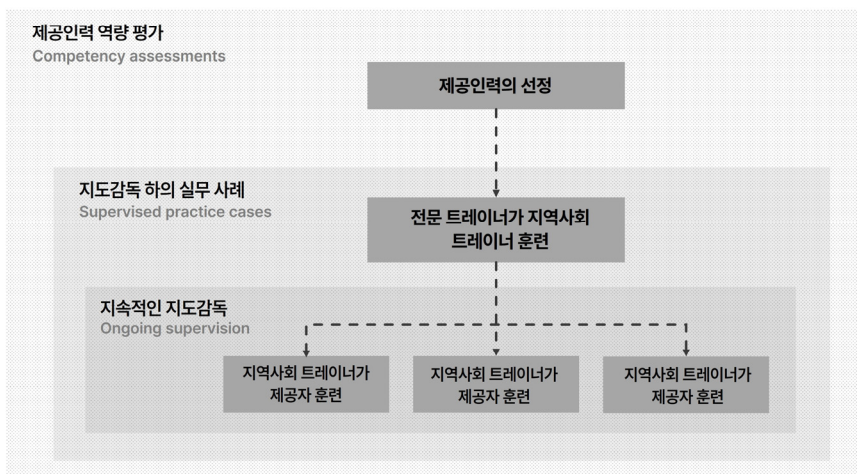 제공인력 역량 평가
Competency assessments
제공인력의 선정
지도감독 하의 실무 사례
Supervised practice cases
전문 트레이너가 지역사회
트레이너 훈련
지속적인 지도감독
Ongoing supervision
지역사회 트레이너가
제공자 훈련
지역사회 트레이너가
제공자 훈련
지역사회 트레이너가
제공자 훈련